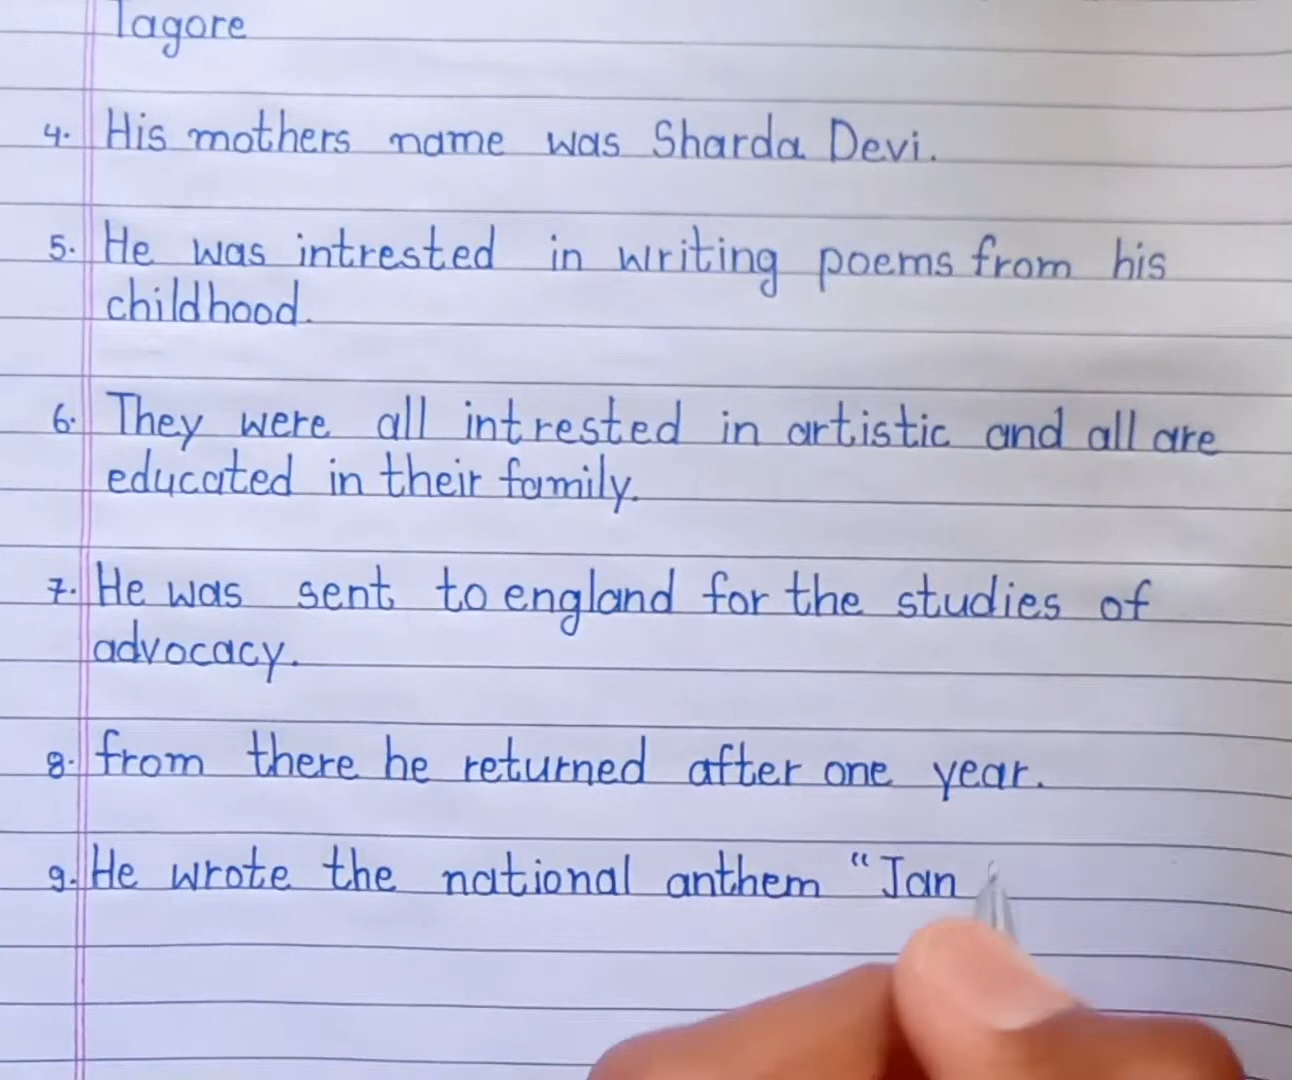 Tagore
4. His mothers name was Sharda Devi.
5. He was intrested in writing poems from his
childhood.
6. They were all intrested in artistic and all are
educated in their family.
7. He was sent to england for the studies of
advocacy.
8. from there he returned after one year.
9. He wrote the national anthem "Jan